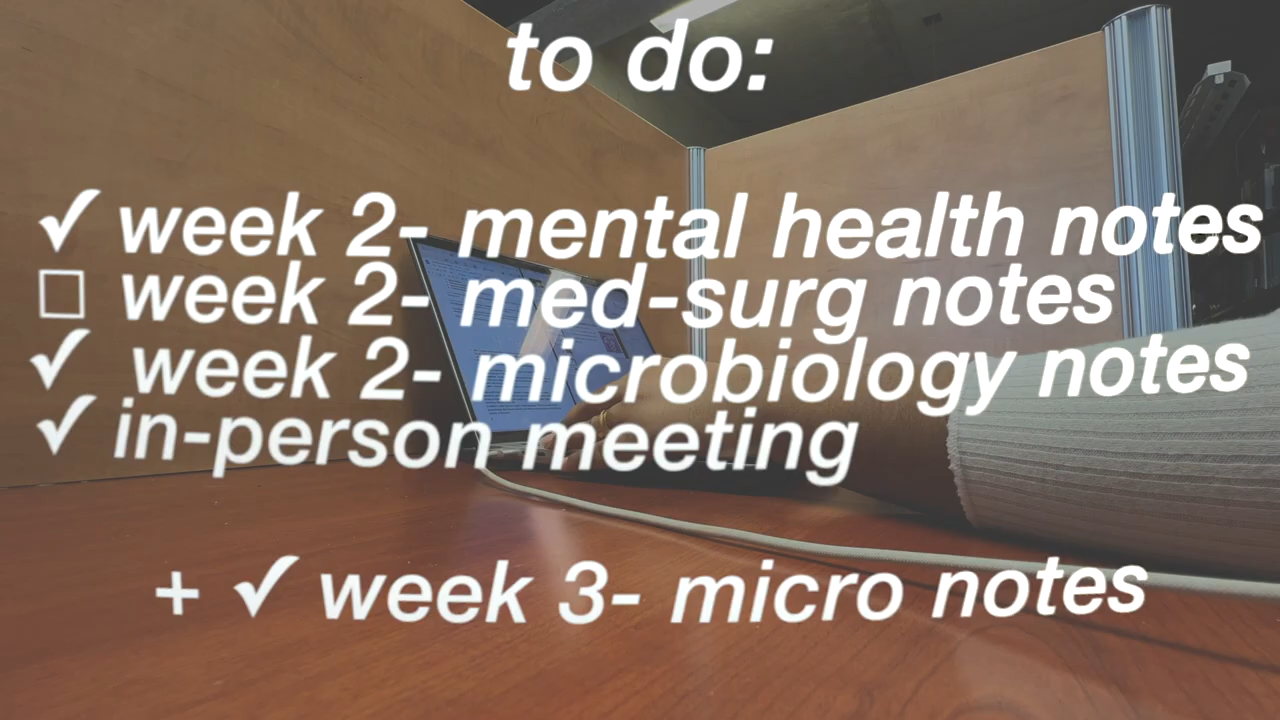 to do:
✓ week 2- mental health notes
☐ week 2- med-surg notes
✓ week 2- microbiology notes
✓ in-person meeting
+ ✓ week 3- micro notes